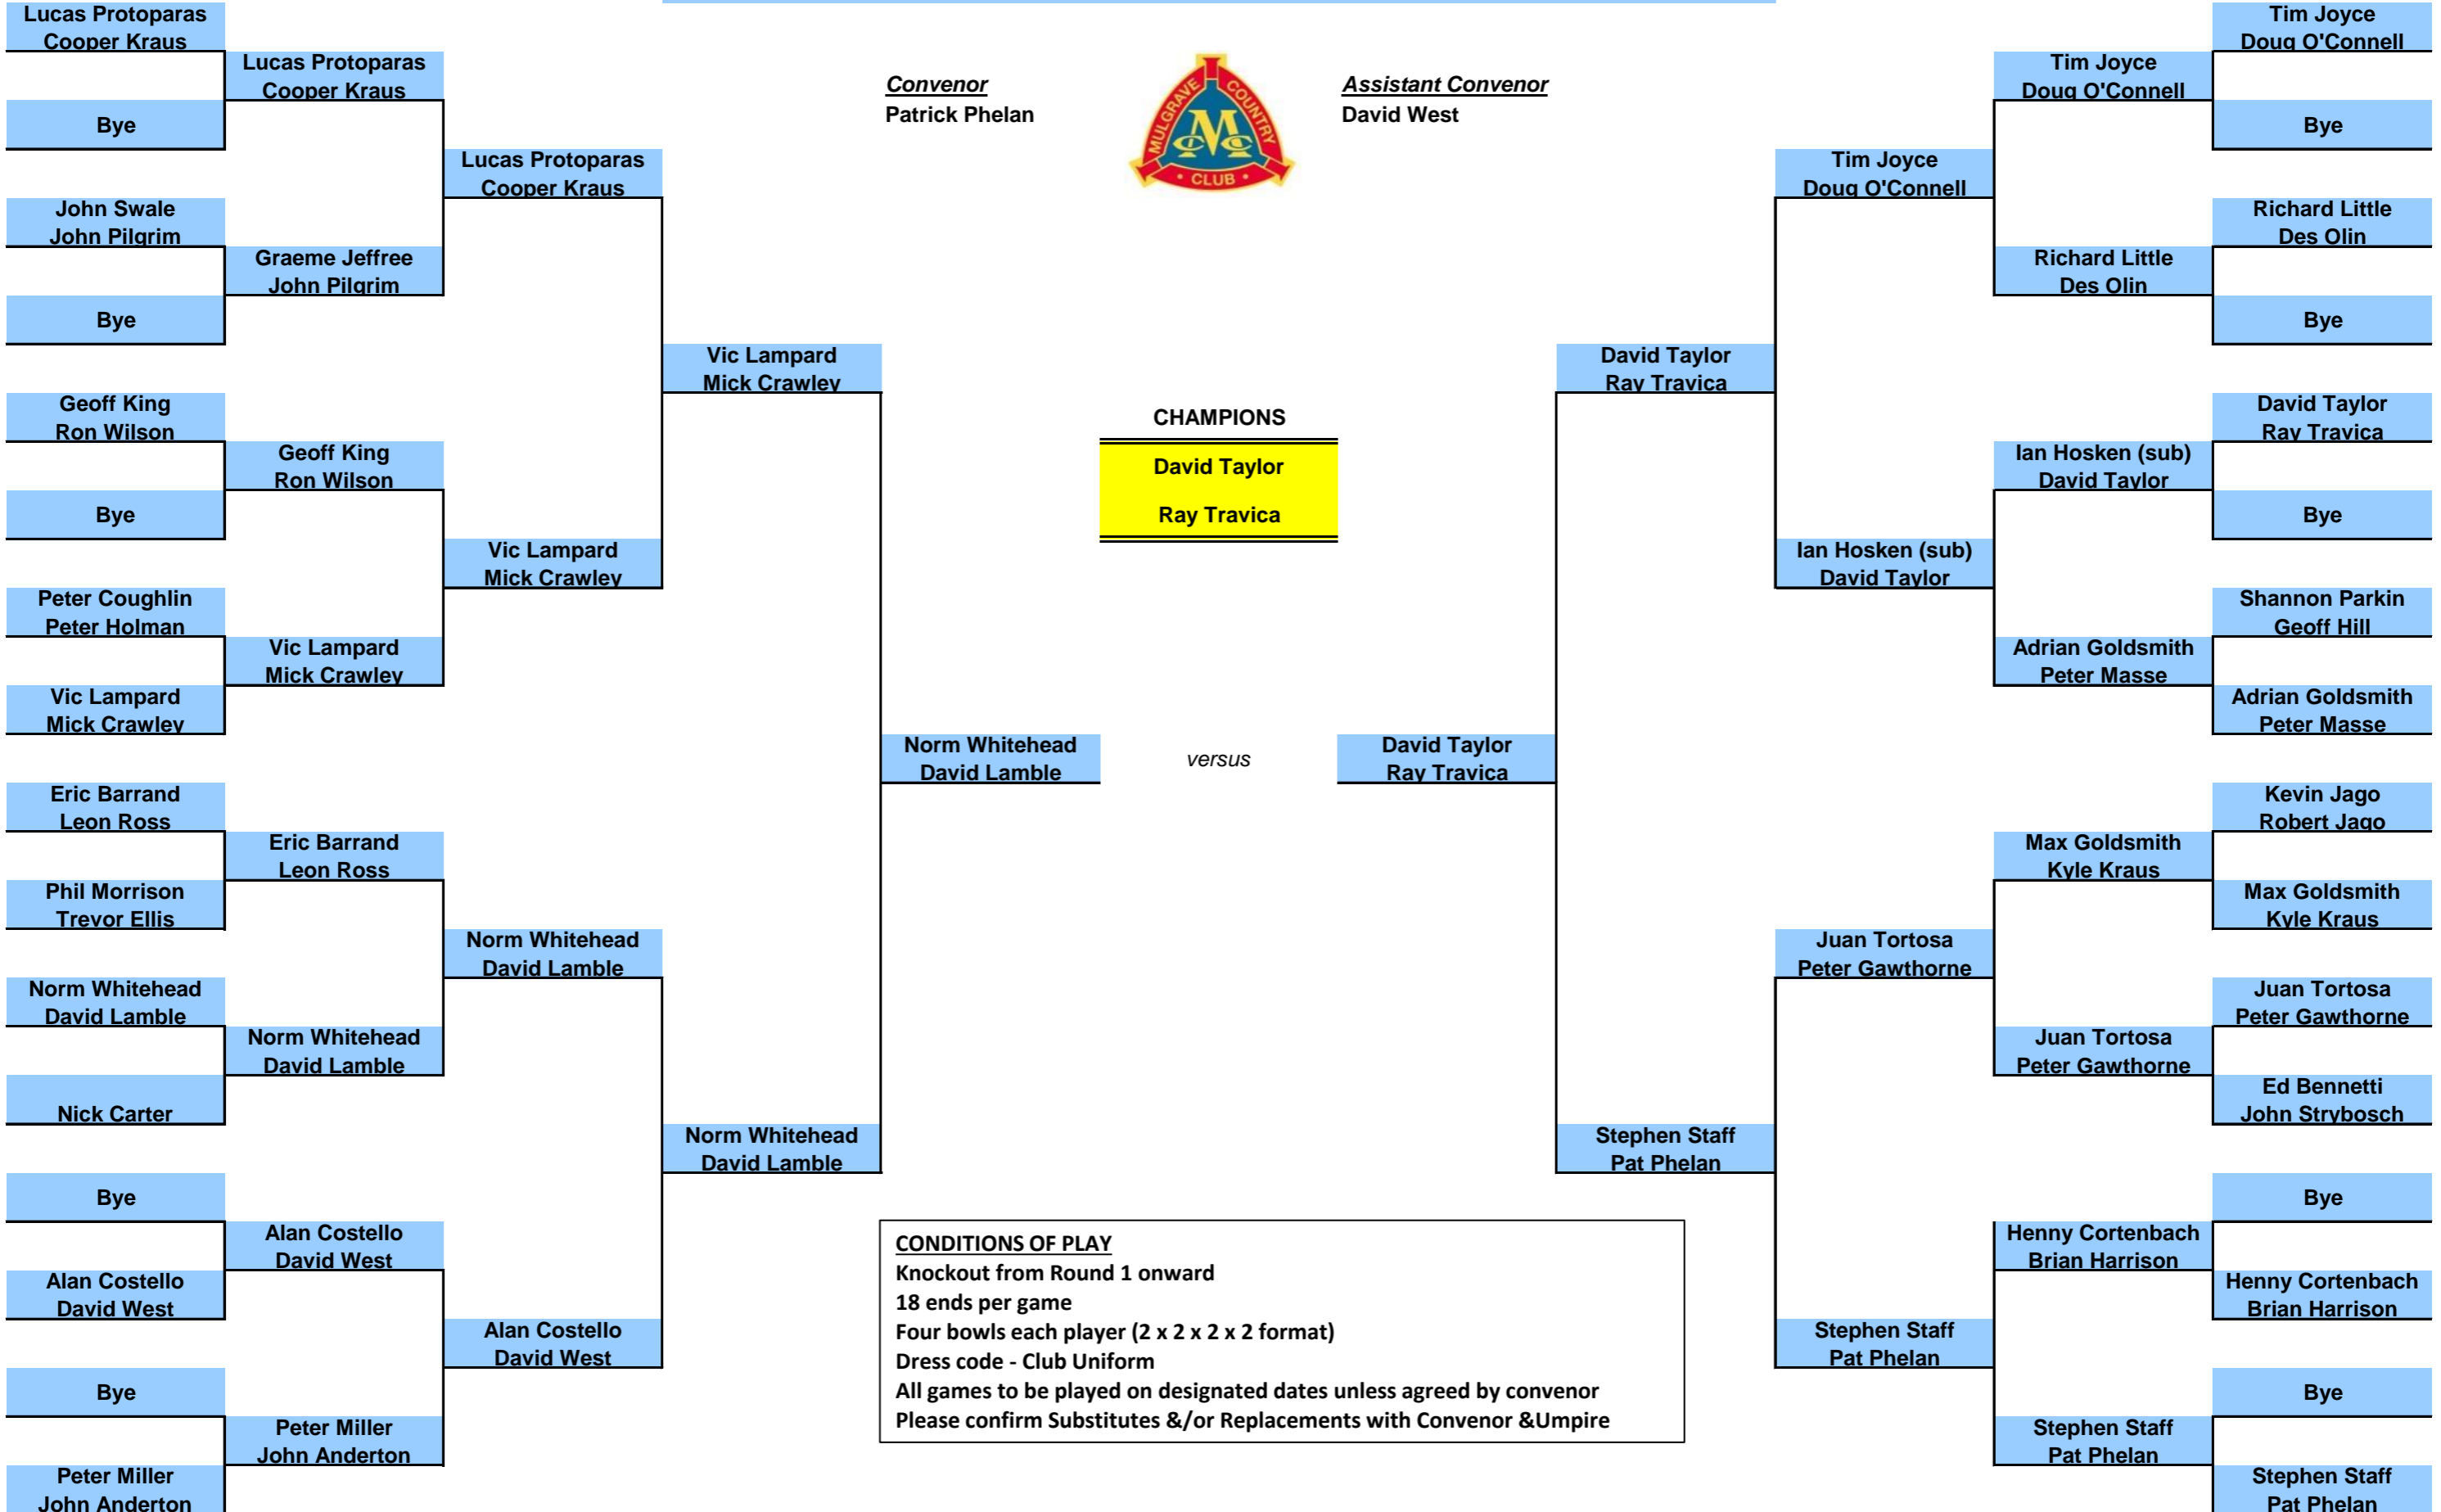 Lucas Protoparas
Cooper Kraus
Bye
John Swale
John Pilgrim
Bye
Geoff King
Ron Wilson
Bye
Peter Coughlin
Peter Holman
Vic Lampard
Mick Crawley
Eric Barrand
Leon Ross
Phil Morrison
Trevor Ellis
Norm Whitehead
David Lamble
Nick Carter
Bye
Alan Costello
David West
Bye
Peter Miller
John Anderton
Lucas Protoparas
Cooper Kraus
Graeme Jeffree
John Pilgrim
Geoff King
Ron Wilson
Vic Lampard
Mick Crawley
Eric Barrand
Leon Ross
Norm Whitehead
David Lamble
Alan Costello
David West
Peter Miller
John Anderton
Lucas Protoparas
Cooper Kraus
Vic Lampard
Mick Crawley
Norm Whitehead
David Lamble
Alan Costello
David West
Vic Lampard
Mick Crawley
Norm Whitehead
David Lamble
Convenor
Patrick Phelan
MULGRAVE COUNTRY
MCC
• CLUB •
Assistant Convenor
David West
CHAMPIONS
David Taylor
Ray Travica
Norm Whitehead
David Lamble
versus
David Taylor
Ray Travica
CONDITIONS OF PLAY
Knockout from Round 1 onward
18 ends per game
Four bowls each player (2 x 2 x 2 x 2 format)
Dress code - Club Uniform
All games to be played on designated dates unless agreed by convenor
Please confirm Substitutes &/or Replacements with Convenor &Umpire
David Taylor
Ray Travica
Stephen Staff
Pat Phelan
Tim Joyce
Doug O'Connell
Ian Hosken (sub)
David Taylor
Juan Tortosa
Peter Gawthorne
Stephen Staff
Pat Phelan
Tim Joyce
Doug O'Connell
Richard Little
Des Olin
Ian Hosken (sub)
David Taylor
Adrian Goldsmith
Peter Masse
Max Goldsmith
Kyle Kraus
Juan Tortosa
Peter Gawthorne
Henny Cortenbach
Brian Harrison
Stephen Staff
Pat Phelan
Tim Joyce
Doug O'Connell
Bye
Richard Little
Des Olin
Bye
David Taylor
Ray Travica
Bye
Shannon Parkin
Geoff Hill
Adrian Goldsmith
Peter Masse
Kevin Jago
Robert Jago
Max Goldsmith
Kyle Kraus
Juan Tortosa
Peter Gawthorne
Ed Bennetti
John Strybosch
Bye
Henny Cortenbach
Brian Harrison
Bye
Stephen Staff
Pat Phelan